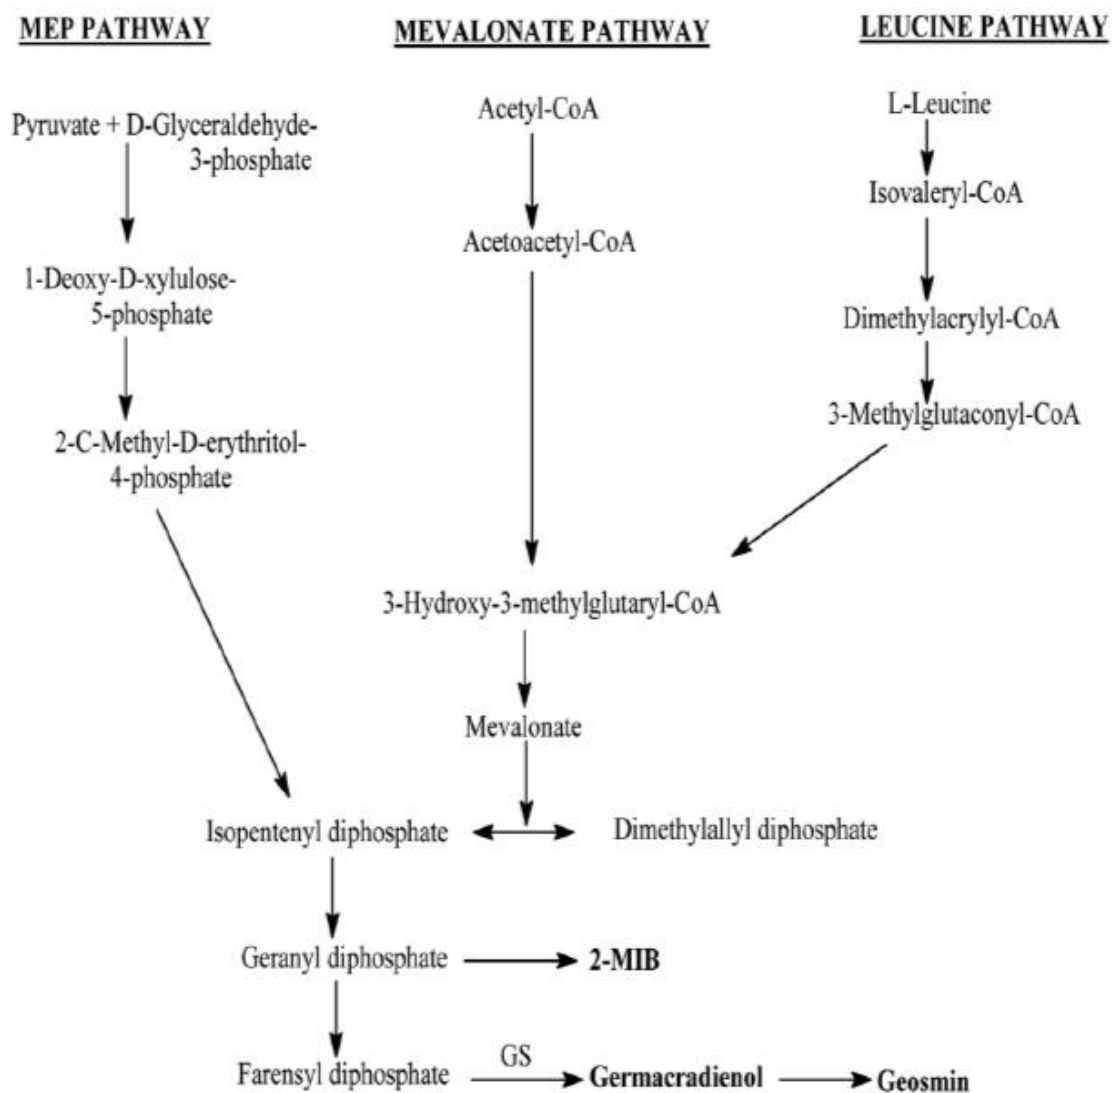 MEP PATHWAY
MEVALONATE PATHWAY
LEUCINE PATHWAY
Pyruvate + D-Glyceraldehyde-
3-phosphate
1-Deoxy-D-xylulose-
5-phosphate
2-C-Methyl-D-erythritol-
4-phosphate
Acetyl-CoA
Acetoacetyl-CoA
L-Leucine
Isovaleryl-CoA
Dimethylacrylyl-CoA
3-Methylglutaconyl-CoA
3-Hydroxy-3-methylglutaryl-CoA
Mevalonate
Isopentenyl diphosphate
Dimethylallyl diphosphate
Geranyl diphosphate
2-MIB
Farensyl diphosphate
GS
Germacradienol
Geosmin